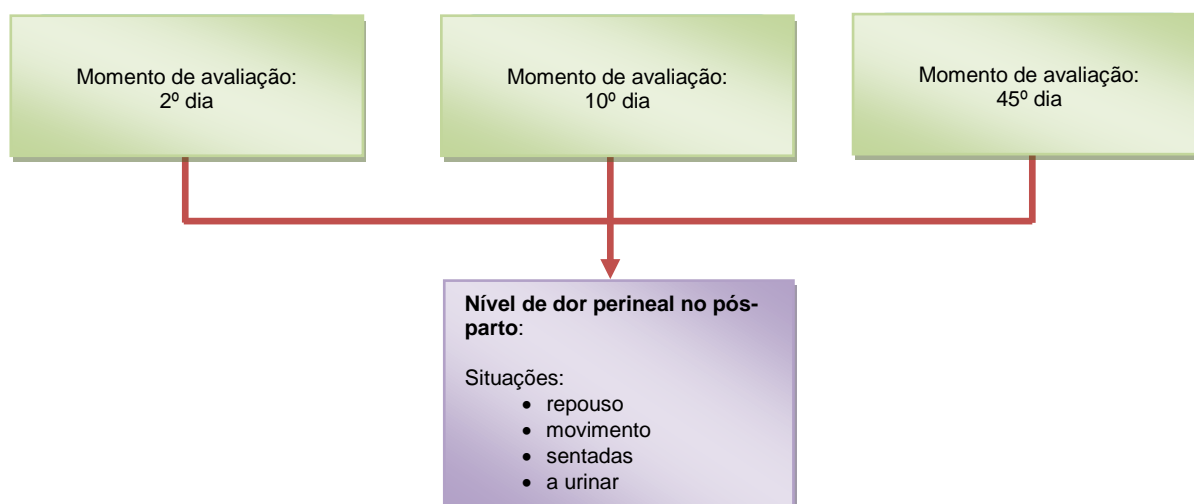 Momento de avaliação:
2º dia
Momento de avaliação:
10º dia
Momento de avaliação:
45º dia
Nível de dor perineal no pós-
parto:
Situações:
• repouso
• movimento
• sentadas
• a urinar